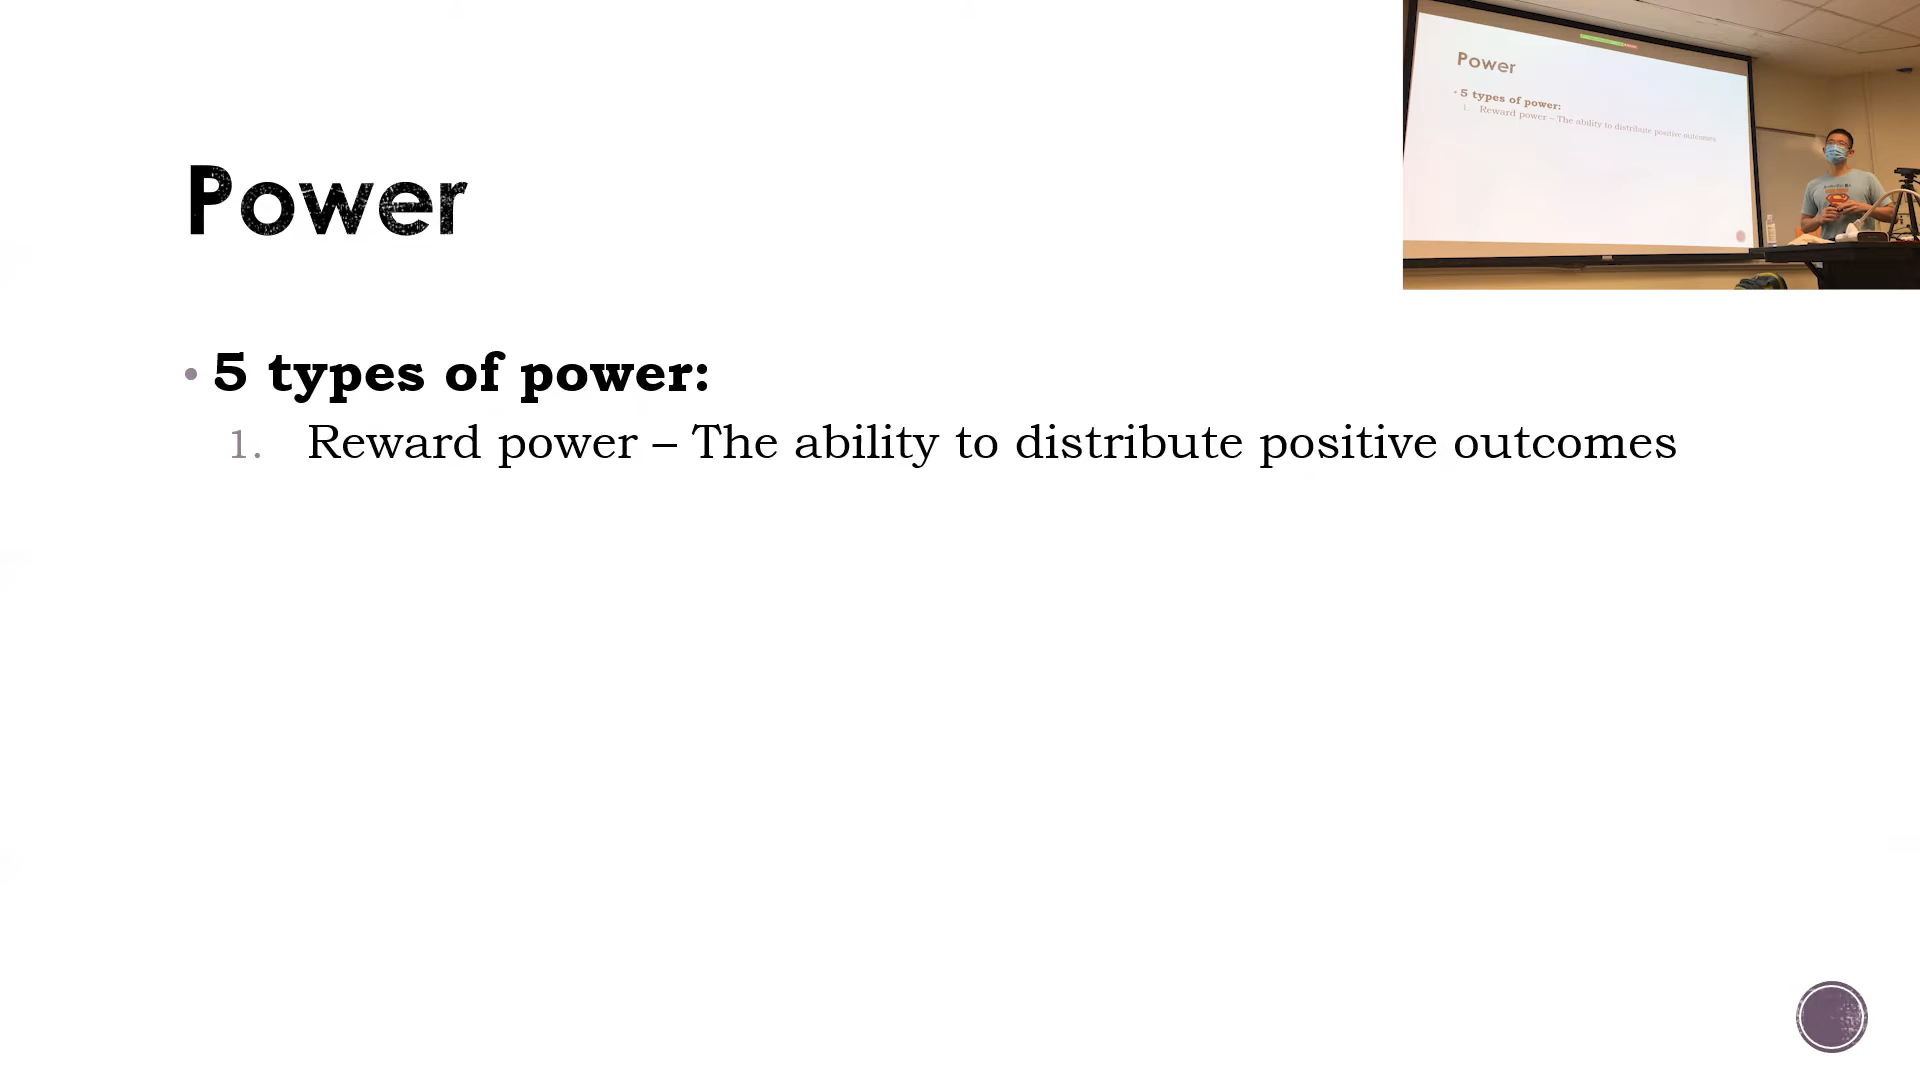 Power
• 5 types of power:
1. Reward power – The ability to distribute positive outcomes
Power
• 5 types of power:
1. Reward power – The ability to distribute positive outcomes